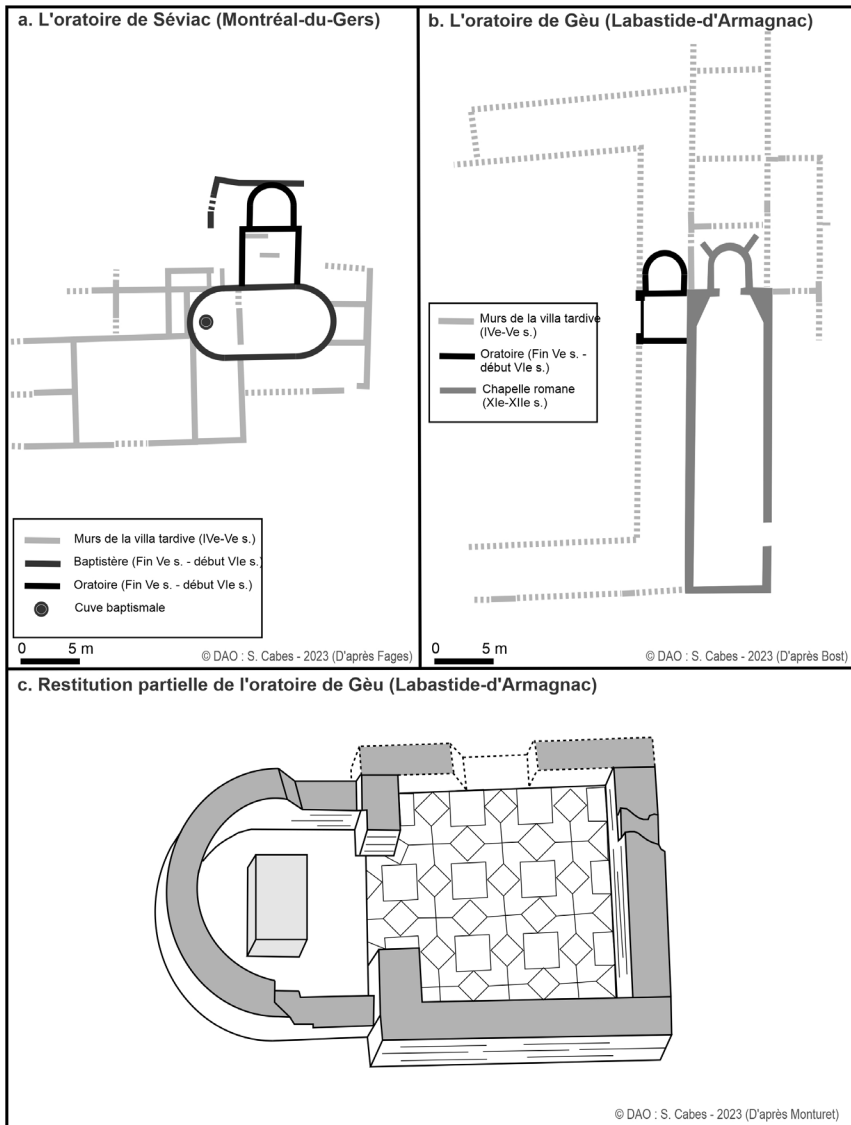 a. L'oratoire de Séviac (Montréal-du-Gers)
Murs de la villa tardive (IVe-Ve s.)
Baptistère (Fin Ve s. - début VIe s.)
Oratoire (Fin Ve s. - début VIe s.)
Cuve baptismale
0 5 m
© DAO : S. Cabes - 2023 (D'après Fages)
b. L'oratoire de Gèu (Labastide-d'Armagnac)
Murs de la villa tardive
(IVe-Ve s.)
Oratoire (Fin Ve s. -
début VIe s.)
Chapelle romane
(XIe-XIIe s.)
0 5 m
© DAO : S. Cabes - 2023 (D'après Bost)
c. Restitution partielle de l'oratoire de Gèu (Labastide-d'Armagnac)
© DAO : S. Cabes - 2023 (D'après Monturet)